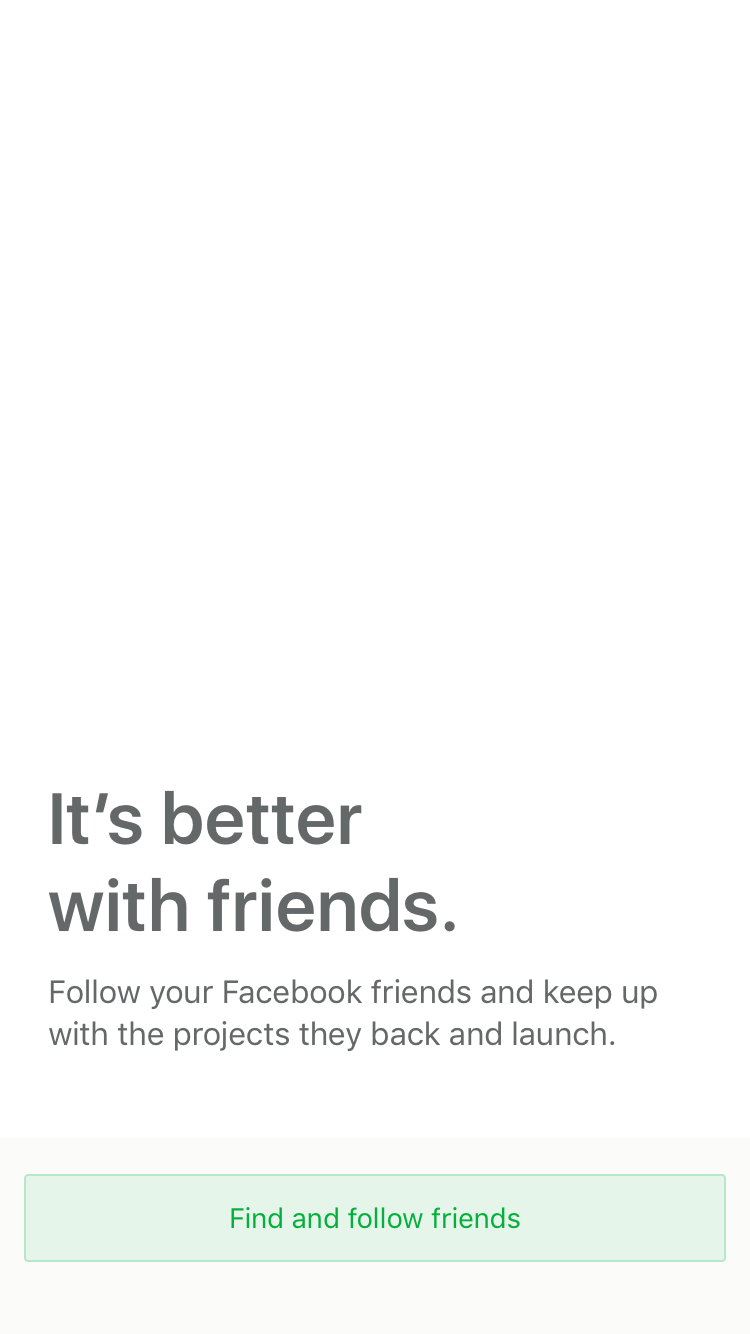 It’s better
with friends.
Follow your Facebook friends and keep up
with the projects they back and launch.
Find and follow friends